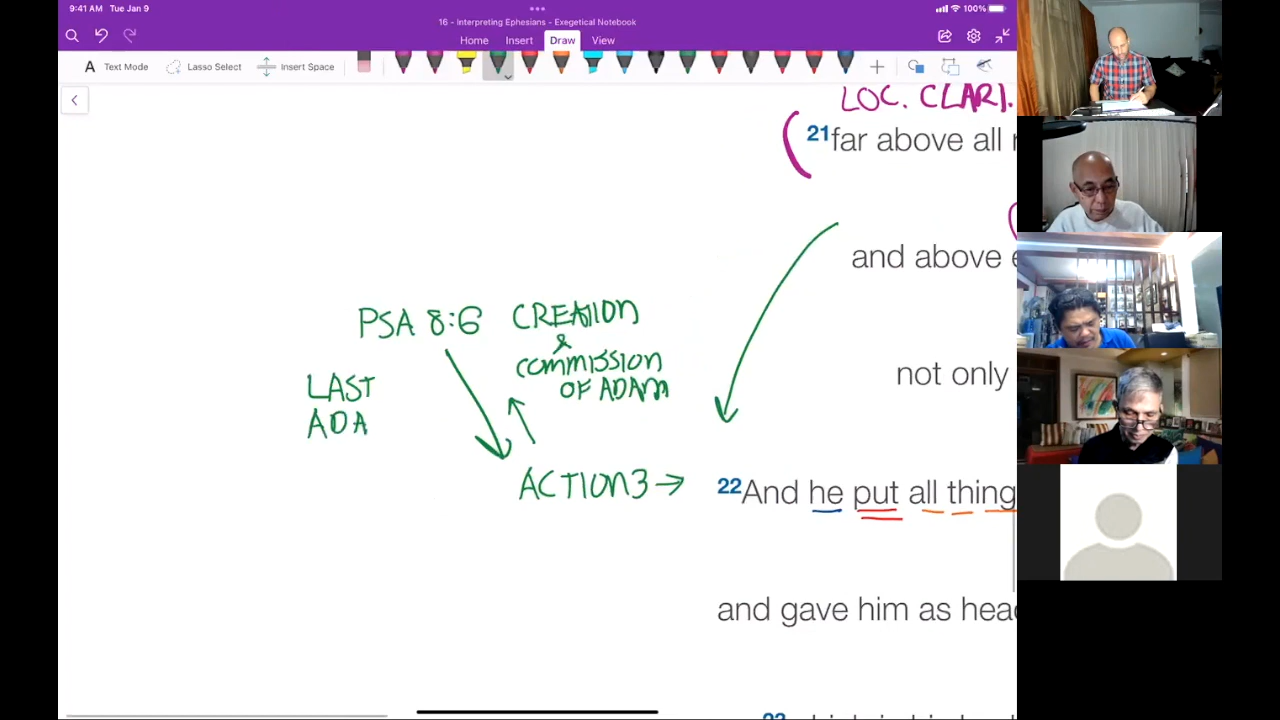 9:41 AM Tue Jan 9
100%
16 - Interpreting Ephesians - Exegetical Notebook
Home Insert Draw View
A Text Mode Lasso Select Insert Space
LOC. CLARI.
21far above all
and above
PSA 8:6 CREATION
&
COMMISSION
OF ADAM
not only
LAST
ADA
ACTION3 →
22And he put all thing
and gave him as head